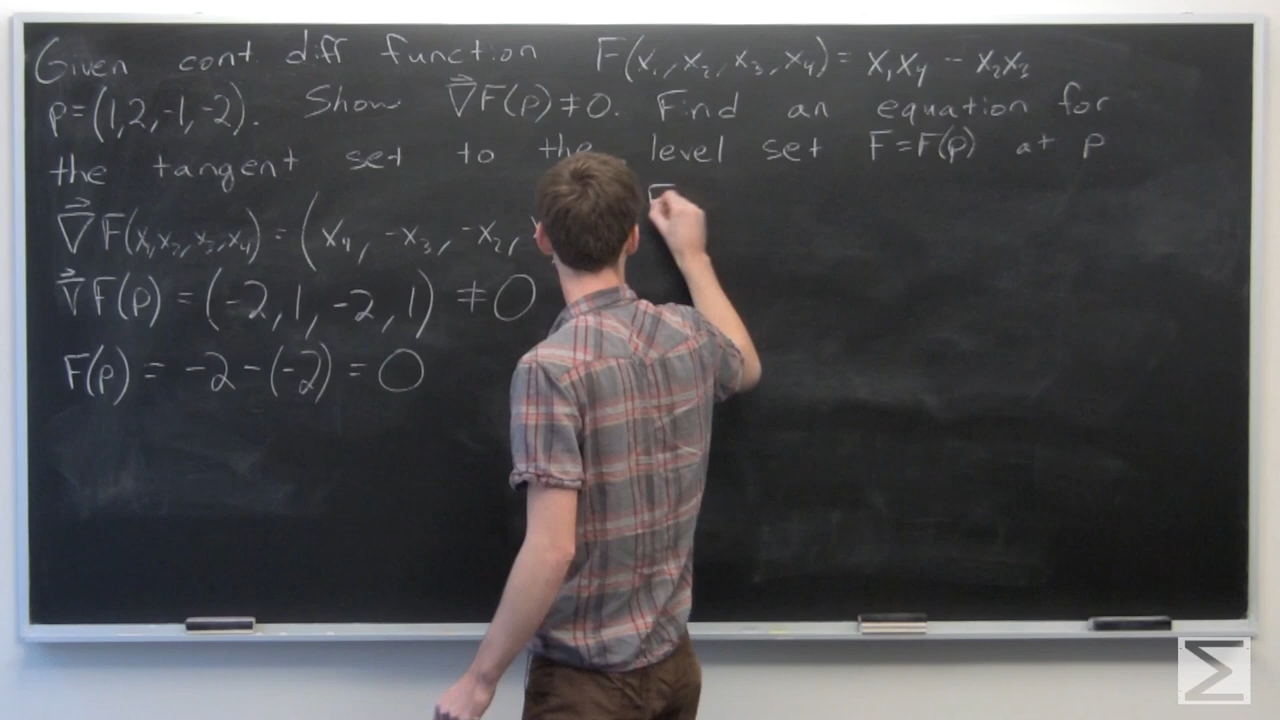 Given cont diff function F(x₁, x₂, x₃, x₄) = x₁x₄ - x₂x₃
p=(1,2,-1,-2). Show ∇⃗F(p) ≠ 0. Find an equation for
the tangent set to the level set F=F(p) at p
∇⃗F(x₁,x₂,x₃,x₄) = (x₄, -x₃, -x₂,
∇⃗F(p) = (-2, 1, -2, 1) ≠ 0
F(p) = -2 - (-2) = 0
Σ